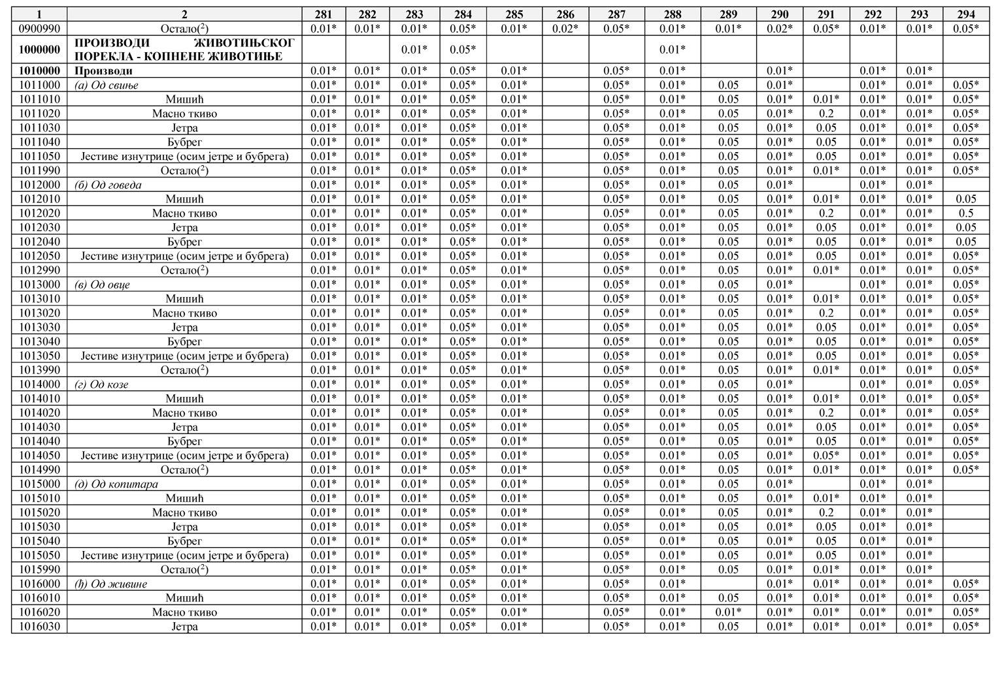 1 2 281 282 283 284 285 286 287 288 289 290 291 292 293 294
0900990 Остало(²) 0.01* 0.01* 0.01* 0.05* 0.01* 0.02* 0.05* 0.01* 0.01* 0.02* 0.05* 0.01* 0.01* 0.05*
1000000 ПРОИЗВОДИ ЖИВОТИЊСКОГ
ПОРЕКЛА - КОПНЕНЕ ЖИВОТИЊЕ 0.01* 0.05* 0.01*
1010000 Производи 0.01* 0.01* 0.01* 0.05* 0.01* 0.05* 0.01* 0.01* 0.01* 0.01*
1011000 (а) Од свиње 0.01* 0.01* 0.01* 0.05* 0.01* 0.05* 0.01* 0.05 0.01* 0.01* 0.01* 0.05*
1011010 Мишић 0.01* 0.01* 0.01* 0.05* 0.01* 0.05* 0.01* 0.05 0.01* 0.01* 0.01* 0.01* 0.05*
1011020 Масно ткиво 0.01* 0.01* 0.01* 0.05* 0.01* 0.05* 0.01* 0.05 0.01* 0.2 0.01* 0.01* 0.05*
1011030 Јетра 0.01* 0.01* 0.01* 0.05* 0.01* 0.05* 0.01* 0.05 0.01* 0.05 0.01* 0.01* 0.05*
1011040 Бубрег 0.01* 0.01* 0.01* 0.05* 0.01* 0.05* 0.01* 0.05 0.01* 0.05 0.01* 0.01* 0.05*
1011050 Јестиве изнутрице (осим јетре и бубрега) 0.01* 0.01* 0.01* 0.05* 0.01* 0.05* 0.01* 0.05 0.01* 0.05 0.01* 0.01* 0.05*
1011990 Остало(²) 0.01* 0.01* 0.01* 0.05* 0.01* 0.05* 0.01* 0.05 0.01* 0.01* 0.01* 0.01* 0.05*
1012000 (б) Од говеда 0.01* 0.01* 0.01* 0.05* 0.01* 0.05* 0.01* 0.05 0.01* 0.01* 0.01*
1012010 Мишић 0.01* 0.01* 0.01* 0.05* 0.01* 0.05* 0.01* 0.05 0.01* 0.01* 0.01* 0.01* 0.05
1012020 Масно ткиво 0.01* 0.01* 0.01* 0.05* 0.01* 0.05* 0.01* 0.05 0.01* 0.2 0.01* 0.01* 0.5
1012030 Јетра 0.01* 0.01* 0.01* 0.05* 0.01* 0.05* 0.01* 0.05 0.01* 0.05 0.01* 0.01* 0.05
1012040 Бубрег 0.01* 0.01* 0.01* 0.05* 0.01* 0.05* 0.01* 0.05 0.01* 0.05 0.01* 0.01* 0.05
1012050 Јестиве изнутрице (осим јетре и бубрега) 0.01* 0.01* 0.01* 0.05* 0.01* 0.05* 0.01* 0.05 0.01* 0.05 0.01* 0.01* 0.05*
1012990 Остало(²) 0.01* 0.01* 0.01* 0.05* 0.01* 0.05* 0.01* 0.05 0.01* 0.01* 0.01* 0.01* 0.05*
1013000 (в) Од овце 0.01* 0.01* 0.01* 0.05* 0.01* 0.05* 0.01* 0.05 0.01* 0.01* 0.01* 0.05*
1013010 Мишић 0.01* 0.01* 0.01* 0.05* 0.01* 0.05* 0.01* 0.05 0.01* 0.01* 0.01* 0.01* 0.05*
1013020 Масно ткиво 0.01* 0.01* 0.01* 0.05* 0.01* 0.05* 0.01* 0.05 0.01* 0.2 0.01* 0.01* 0.05*
1013030 Јетра 0.01* 0.01* 0.01* 0.05* 0.01* 0.05* 0.01* 0.05 0.01* 0.05 0.01* 0.01* 0.05*
1013040 Бубрег 0.01* 0.01* 0.01* 0.05* 0.01* 0.05* 0.01* 0.05 0.01* 0.05 0.01* 0.01* 0.05*
1013050 Јестиве изнутрице (осим јетре и бубрега) 0.01* 0.01* 0.01* 0.05* 0.01* 0.05* 0.01* 0.05 0.01* 0.05 0.01* 0.01* 0.05*
1013990 Остало(²) 0.01* 0.01* 0.01* 0.05* 0.01* 0.05* 0.01* 0.05 0.01* 0.01* 0.01* 0.01* 0.05*
1014000 (г) Од козе 0.01* 0.01* 0.01* 0.05* 0.01* 0.05* 0.01* 0.05 0.01* 0.01* 0.01* 0.05*
1014010 Мишић 0.01* 0.01* 0.01* 0.05* 0.01* 0.05* 0.01* 0.05 0.01* 0.01* 0.01* 0.01* 0.05*
1014020 Масно ткиво 0.01* 0.01* 0.01* 0.05* 0.01* 0.05* 0.01* 0.05 0.01* 0.2 0.01* 0.01* 0.05*
1014030 Јетра 0.01* 0.01* 0.01* 0.05* 0.01* 0.05* 0.01* 0.05 0.01* 0.05 0.01* 0.01* 0.05*
1014040 Бубрег 0.01* 0.01* 0.01* 0.05* 0.01* 0.05* 0.01* 0.05 0.01* 0.05 0.01* 0.01* 0.05*
1014050 Јестиве изнутрице (осим јетре и бубрега) 0.01* 0.01* 0.01* 0.05* 0.01* 0.05* 0.01* 0.05 0.01* 0.05* 0.01* 0.01* 0.05*
1014990 Остало(²) 0.01* 0.01* 0.01* 0.05* 0.01* 0.05* 0.01* 0.05 0.01* 0.01* 0.01* 0.01* 0.05*
1015000 (д) Од копитара 0.01* 0.01* 0.01* 0.05* 0.01* 0.05* 0.01* 0.05 0.01* 0.01* 0.01*
1015010 Мишић 0.01* 0.01* 0.01* 0.05* 0.01* 0.05* 0.01* 0.05 0.01* 0.01* 0.01* 0.01*
1015020 Масно ткиво 0.01* 0.01* 0.01* 0.05* 0.01* 0.05* 0.01* 0.05 0.01* 0.2 0.01* 0.01*
1015030 Јетра 0.01* 0.01* 0.01* 0.05* 0.01* 0.05* 0.01* 0.05 0.01* 0.05 0.01* 0.01*
1015040 Бубрег 0.01* 0.01* 0.01* 0.05* 0.01* 0.05* 0.01* 0.05 0.01* 0.05 0.01* 0.01*
1015050 Јестиве изнутрице (осим јетре и бубрега) 0.01* 0.01* 0.01* 0.05* 0.01* 0.05* 0.01* 0.05 0.01* 0.05 0.01* 0.01*
1015990 Остало(²) 0.01* 0.01* 0.01* 0.05* 0.01* 0.05* 0.01* 0.05 0.01* 0.01* 0.01* 0.01*
1016000 (ђ) Од живине 0.01* 0.01* 0.01* 0.05* 0.01* 0.05* 0.01* 0.01* 0.01* 0.01* 0.01* 0.05*
1016010 Мишић 0.01* 0.01* 0.01* 0.05* 0.01* 0.05* 0.01* 0.05 0.01* 0.01* 0.01* 0.01* 0.05*
1016020 Масно ткиво 0.01* 0.01* 0.01* 0.05* 0.01* 0.05* 0.01* 0.01* 0.01* 0.01* 0.01* 0.01* 0.05*
1016030 Јетра 0.01* 0.01* 0.01* 0.05* 0.01* 0.05* 0.01* 0.05 0.01* 0.01* 0.01* 0.01* 0.05*